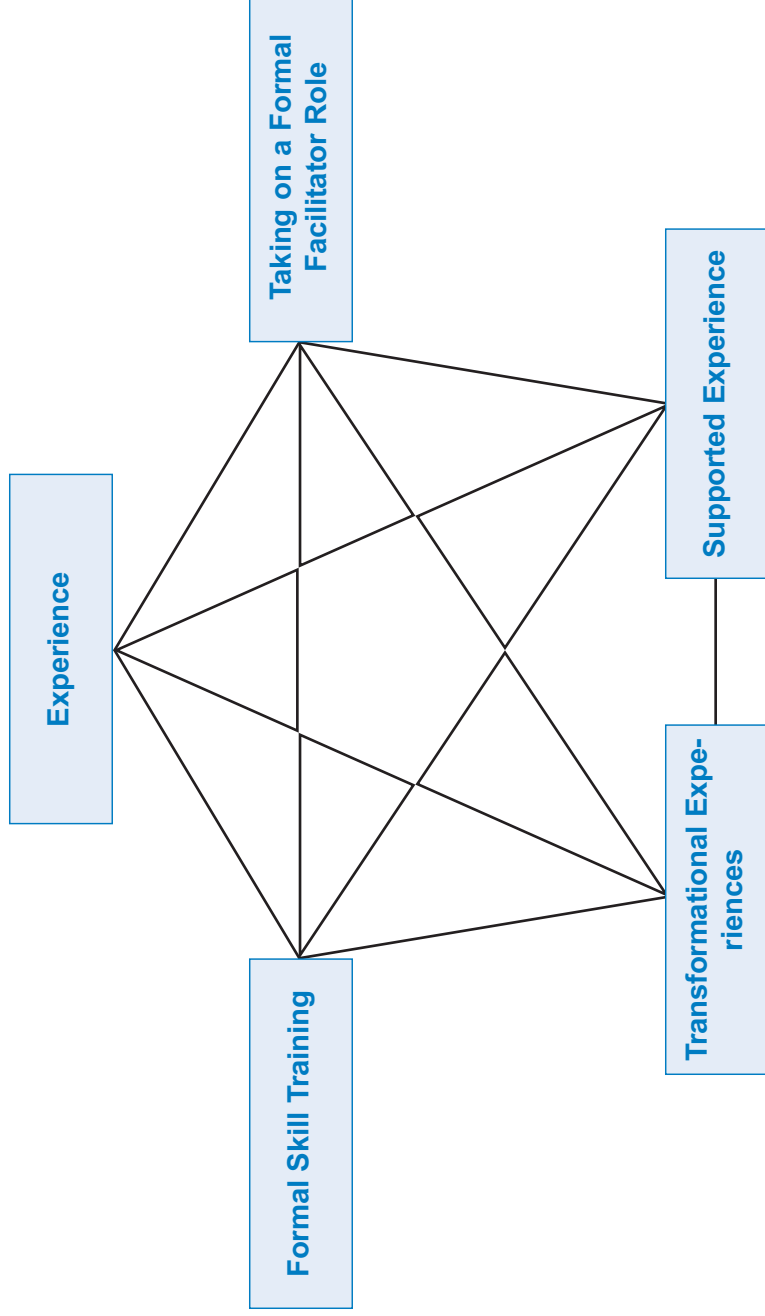 Experience
Formal Skill Training
Taking on a Formal
Facilitator Role
Transformational Expe-
riences
Supported Experience